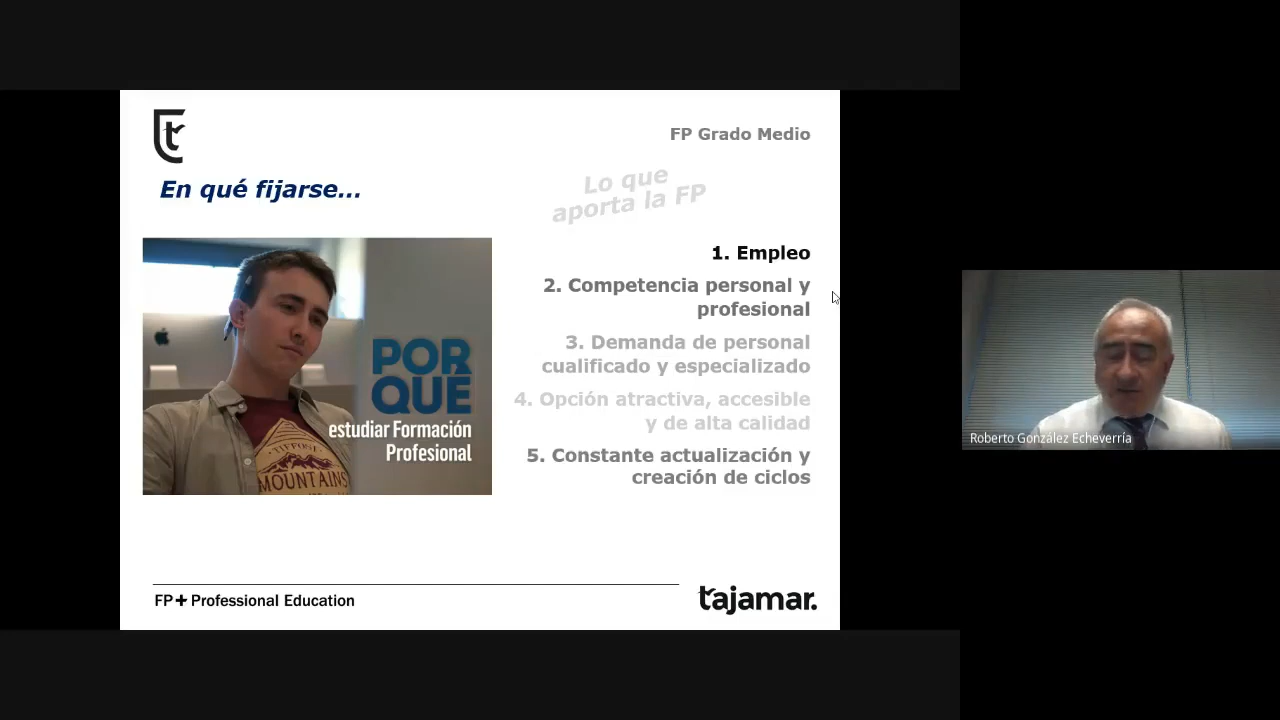 FP Grado Medio
En qué fijarse...
Lo que
aporta la FP
1. Empleo
2. Competencia personal y
profesional
3. Demanda de personal
cualificado y especializado
4. Opción atractiva, accesible
y de alta calidad
5. Constante actualización y
creación de ciclos
POR
QUÉ
estudiar Formación
Profesional
MOUNTAINS
FP+ Professional Education
tajamar.
Roberto González Echeverría